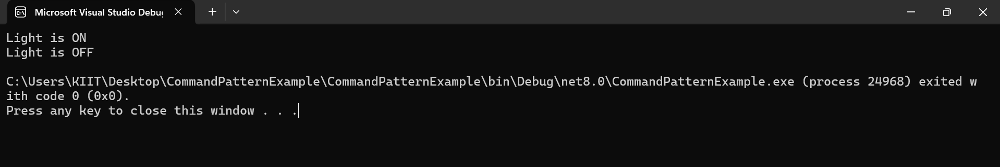 Microsoft Visual Studio Debu
Light is ON
Light is OFF
C:\Users\KIIT\Desktop\CommandPatternExample\CommandPatternExample\bin\Debug\net8.0\CommandPatternExample.exe (process 24968) exited w
ith code 0 (0x0).
Press any key to close this window . . .